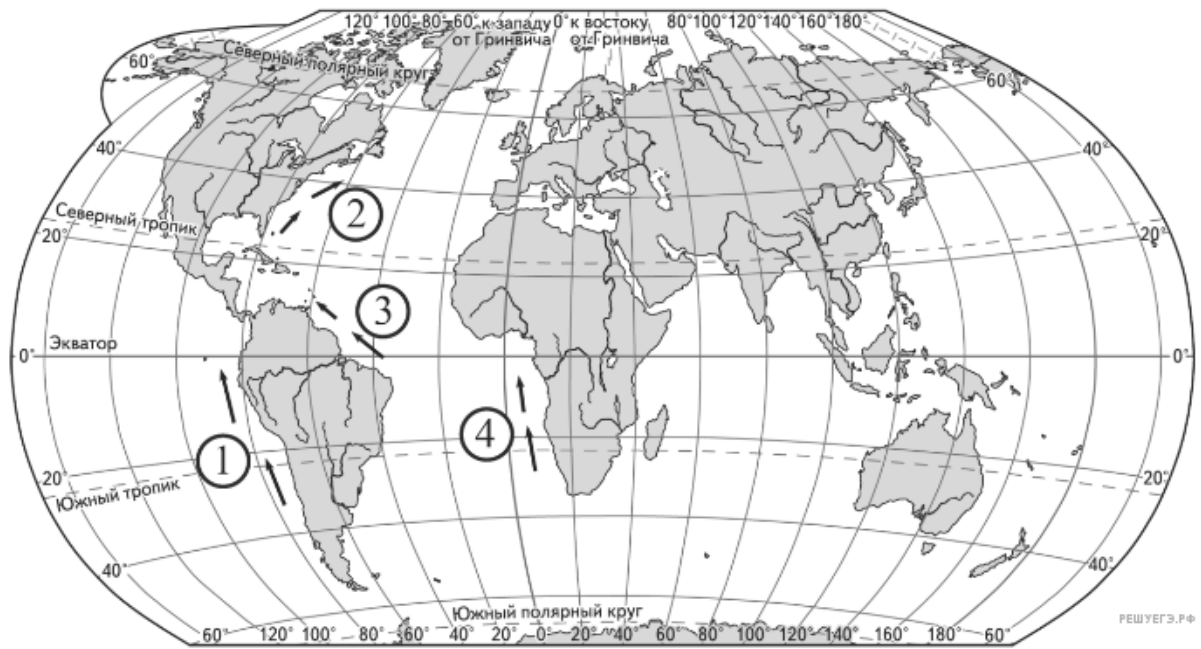 120° 100° 80° 60° к западу 0° к востоку 80° 100° 120° 140° 160° 180°
от Гринвича от Гринвича
Северный полярный круг
60° 60°
40° 40°
2
Северный тропик
20° 20°
3
Экватор
0° 0°
4
1
20° 20°
Южный тропик
40° 40°
Южный полярный круг
60° 120° 100° 80° 60° 40° 20° 0° 20° 40° 60° 80° 100° 120° 140° 160° 180° 60°
РЕШУЕГЭ.РФ